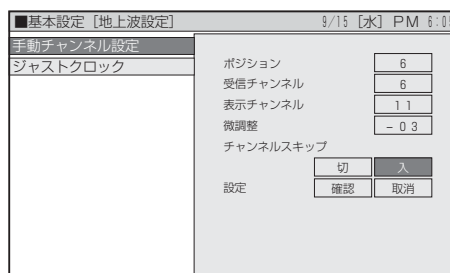 ■基本設定［地上波設定］ 9/15［水］PM 6:05
手動チャンネル設定
ジャストクロック
ポジション 6
受信チャンネル 6
表示チャンネル 11
微調整 −03
チャンネルスキップ
切 入
設定 確認 取消